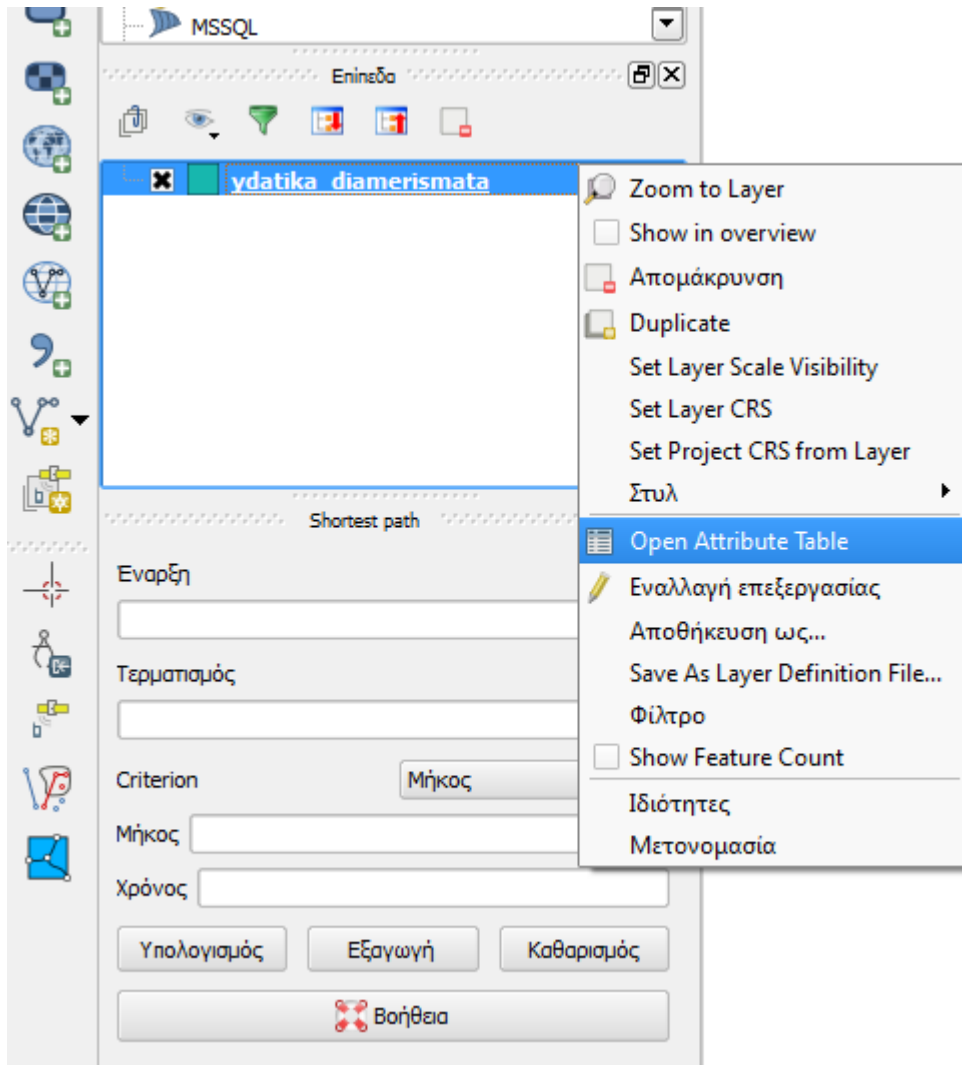 MSSQL
Επίπεδα
ydatika_diamerismata
Zoom to Layer
Show in overview
Απομάκρυνση
Duplicate
Set Layer Scale Visibility
Set Layer CRS
Set Project CRS from Layer
Στυλ
Open Attribute Table
Εναλλαγή επεξεργασίας
Αποθήκευση ως...
Save As Layer Definition File...
Φίλτρο
Show Feature Count
Ιδιότητες
Μετονομασία
Shortest path
Έναρξη
Τερματισμός
Criterion Μήκος
Μήκος
Χρόνος
Υπολογισμός Εξαγωγή Καθαρισμός
Βοήθεια